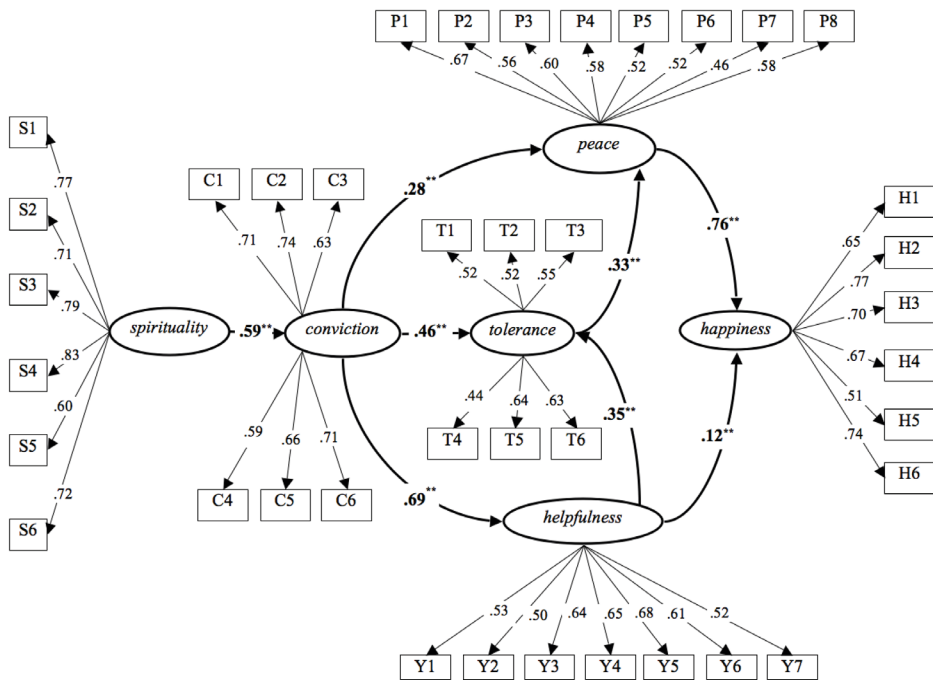 P1 P2 P3 P4 P5 P6 P7 P8
.67 .56 .60 .58 .52 .52 .46 .58
peace
S1
S2
S3
S4
S5
S6
.77
.71
.79
.83
.60
.72
spirituality
.59**
C1 C2 C3
.71 .74 .63
conviction
.59 .66 .71
C4 C5 C6
.28**
.46**
.69**
T1 T2 T3
.52 .52 .55
tolerance
.44 .64 .63
T4 T5 T6
.33**
.35**
.76**
.12**
happiness
.65
.77
.70
.67
.51
.74
H1
H2
H3
H4
H5
H6
helpfulness
.53 .50 .64 .65 .68 .61 .52
Y1 Y2 Y3 Y4 Y5 Y6 Y7